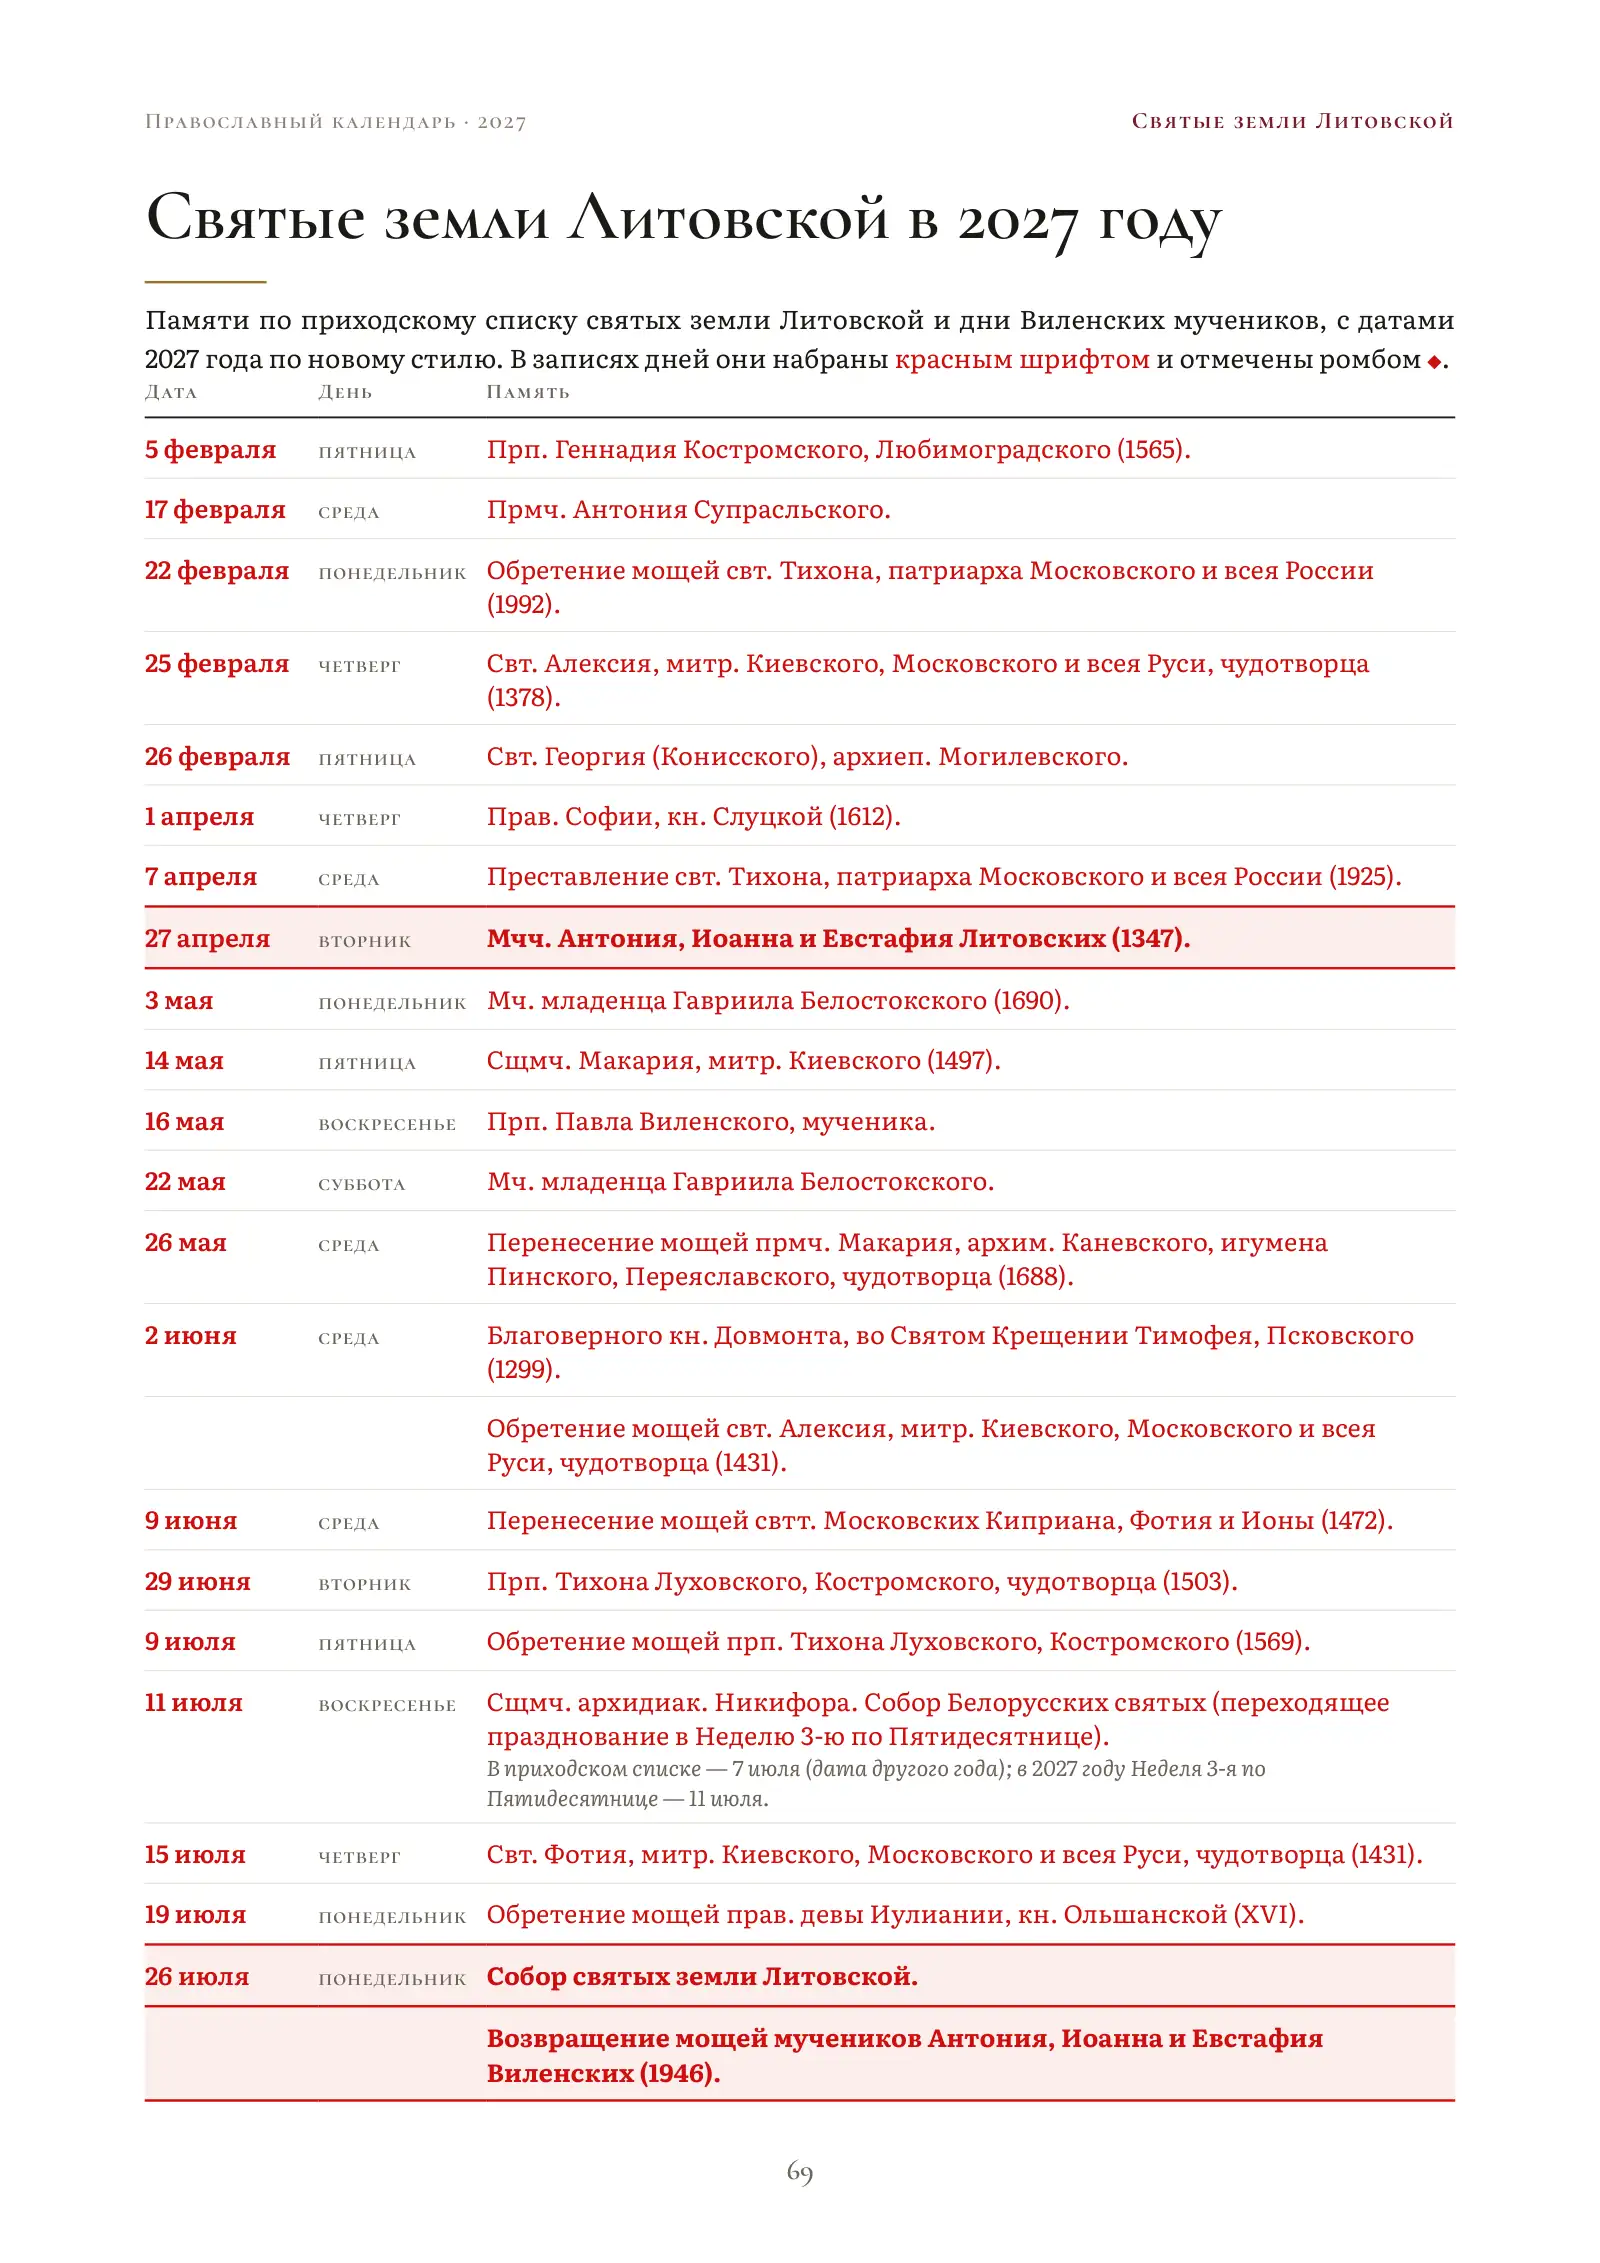 Православный календарь · 2027
Святые земли Литовской
Святые земли Литовской в 2027 году
Памяти по приходскому списку святых земли Литовской и дни Виленских мучеников, с датами
2027 года по новому стилю. В записях дней они набраны красным шрифтом и отмечены ромбом ◆.
Дата День Память
5 февраля пятница Прп. Геннадия Костромского, Любимоградского (1565).
17 февраля среда Прмч. Антония Супрасльского.
22 февраля понедельник Обретение мощей свт. Тихона, патриарха Московского и всея России
(1992).
25 февраля четверг Свт. Алексия, митр. Киевского, Московского и всея Руси, чудотворца
(1378).
26 февраля пятница Свт. Георгия (Конисского), архиеп. Могилевского.
1 апреля четверг Прав. Софии, кн. Слуцкой (1612).
7 апреля среда Преставление свт. Тихона, патриарха Московского и всея России (1925).
27 апреля вторник Мчч. Антония, Иоанна и Евстафия Литовских (1347).
3 мая понедельник Мч. младенца Гавриила Белостокского (1690).
14 мая пятница Сщмч. Макария, митр. Киевского (1497).
16 мая воскресенье Прп. Павла Виленского, мученика.
22 мая суббота Мч. младенца Гавриила Белостокского.
26 мая среда Перенесение мощей прмч. Макария, архим. Каневского, игумена
Пинского, Переяславского, чудотворца (1688).
2 июня среда Благоверного кн. Довмонта, во Святом Крещении Тимофея, Псковского
(1299).
Обретение мощей свт. Алексия, митр. Киевского, Московского и всея
Руси, чудотворца (1431).
9 июня среда Перенесение мощей свтт. Московских Киприана, Фотия и Ионы (1472).
29 июня вторник Прп. Тихона Луховского, Костромского, чудотворца (1503).
9 июля пятница Обретение мощей прп. Тихона Луховского, Костромского (1569).
11 июля воскресенье Сщмч. архидиак. Никифора. Собор Белорусских святых (переходящее
празднование в Неделю 3-ю по Пятидесятнице).
В приходском списке — 7 июля (дата другого года); в 2027 году Неделя 3-я по
Пятидесятнице — 11 июля.
15 июля четверг Свт. Фотия, митр. Киевского, Московского и всея Руси, чудотворца (1431).
19 июля понедельник Обретение мощей прав. девы Иулиании, кн. Ольшанской (XVI).
26 июля понедельник Собор святых земли Литовской.
Возвращение мощей мучеников Антония, Иоанна и Евстафия
Виленских (1946).
69